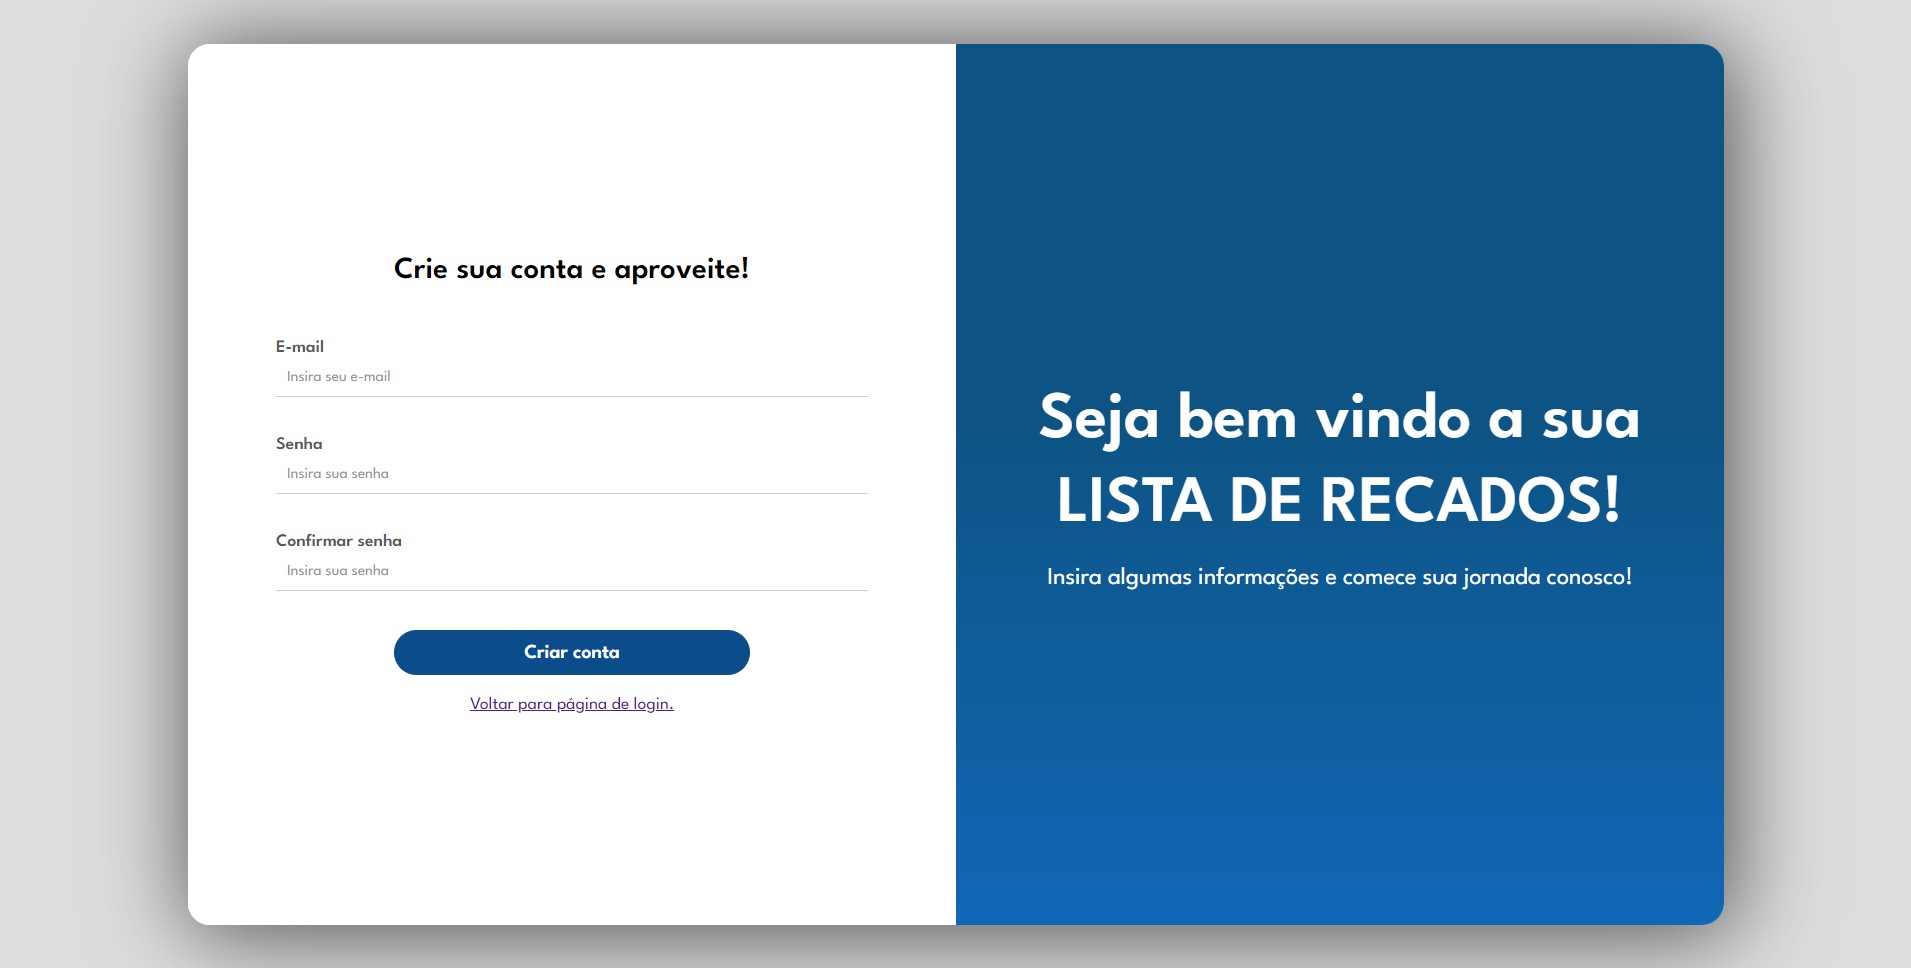 Crie sua conta e aproveite!
E-mail
Insira seu e-mail
Senha
Insira sua senha
Confirmar senha
Insira sua senha
Criar conta
Voltar para página de login.
Seja bem vindo a sua
LISTA DE RECADOS!
Insira algumas informações e comece sua jornada conosco!